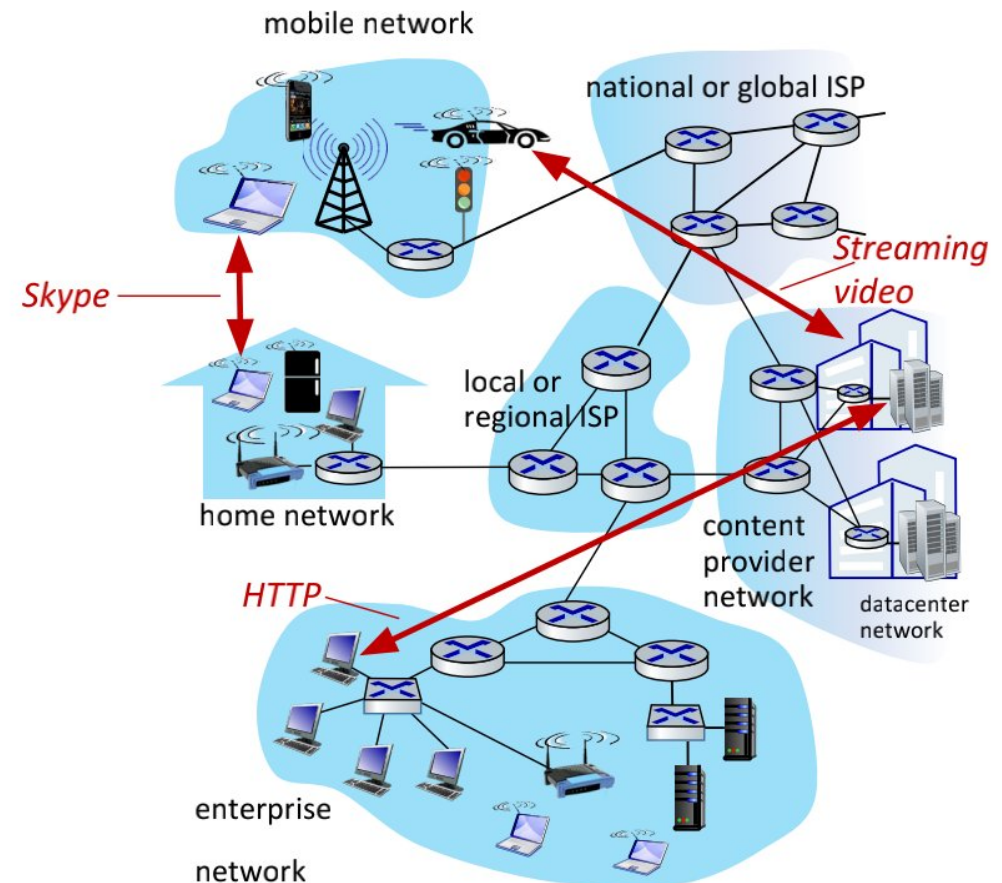 mobile network
national or global ISP
Streaming
video
Skype
local or
regional ISP
home network
content
provider
network
datacenter
network
HTTP
enterprise
network